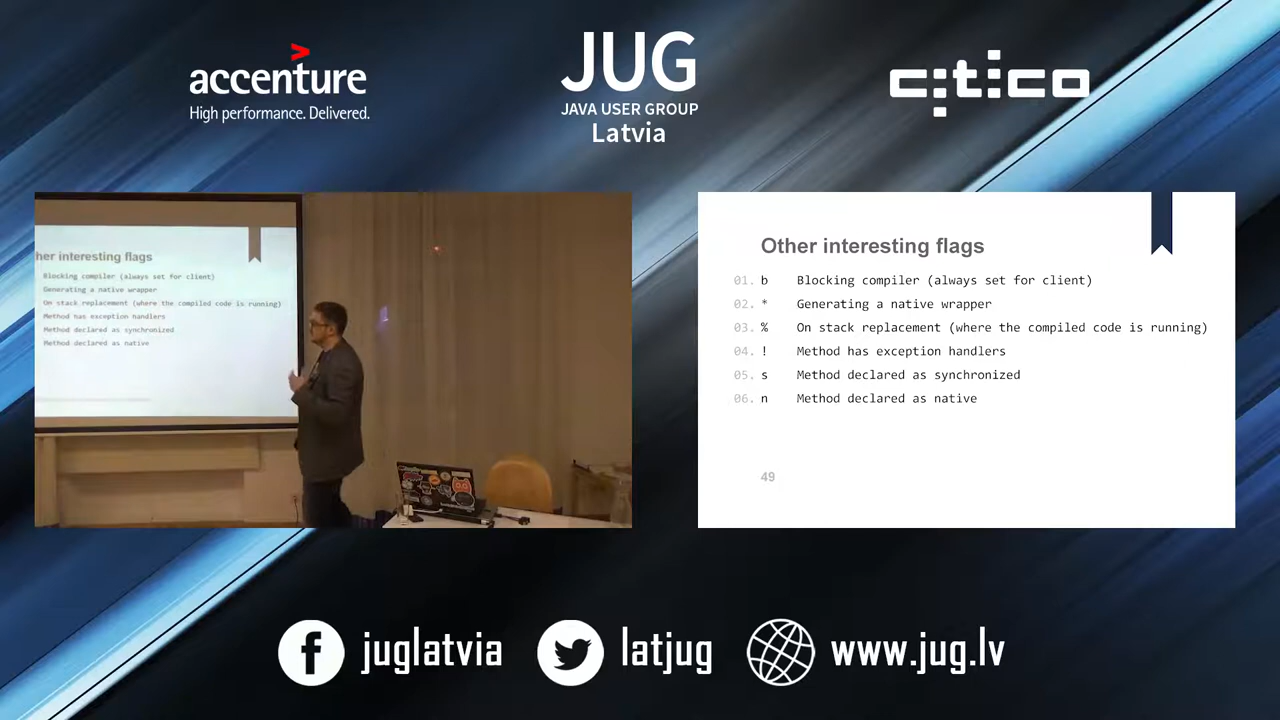 accenture
High performance. Delivered.
JUG
JAVA USER GROUP
Latvia
c:t:co
her interesting flags
Blocking compiler (always set for client)
Generating a native wrapper
On stack replacement (where the compiled code is running)
Method has exception handlers
Method declared as synchronized
Method declared as native
Other interesting flags
01. b Blocking compiler (always set for client)
02. * Generating a native wrapper
03. % On stack replacement (where the compiled code is running)
04. ! Method has exception handlers
05. s Method declared as synchronized
06. n Method declared as native
49
juglatvia
latjug
www.jug.lv